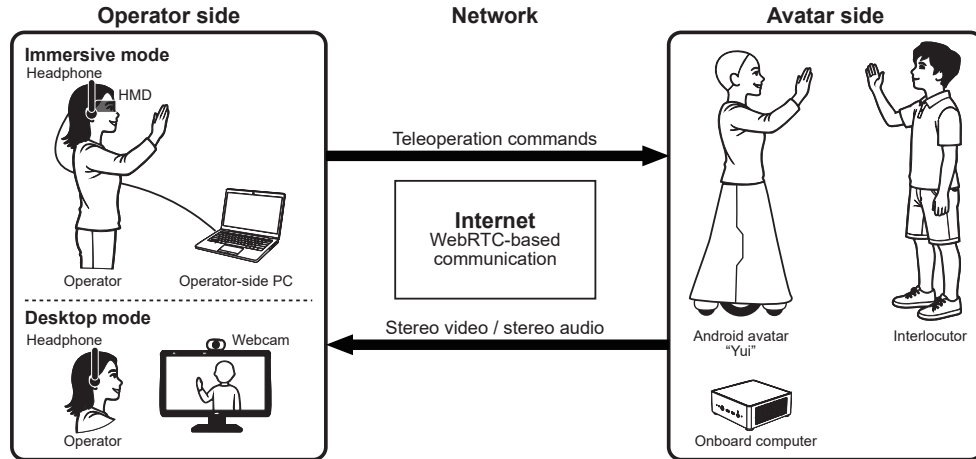 Operator side
Network
Avatar side
Immersive mode
Headphone
HMD
Operator
Operator-side PC
Desktop mode
Headphone
Webcam
Operator
Teleoperation commands
Internet
WebRTC-based
communication
Stereo video / stereo audio
Android avatar
“Yui”
Interlocutor
Onboard computer